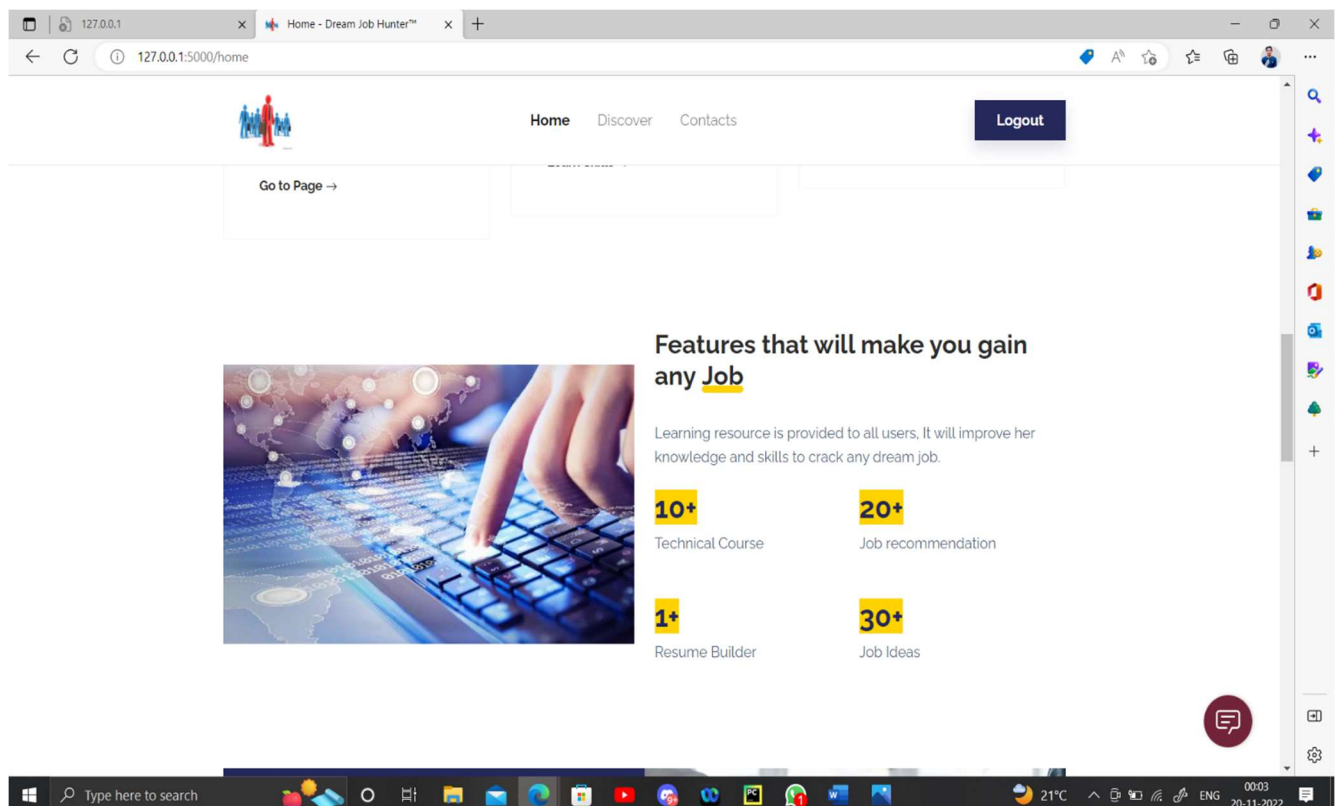 127.0.0.1
Home - Dream Job Hunter™
127.0.0.1:5000/home
Home Discover Contacts
Logout
Go to Page →
Features that will make you gain
any Job
Learning resource is provided to all users, It will improve her
knowledge and skills to crack any dream job.
10+ 20+
Technical Course Job recommendation
1+ 30+
Resume Builder Job Ideas
Type here to search
21°C
ENG
00:03
20-11-2022